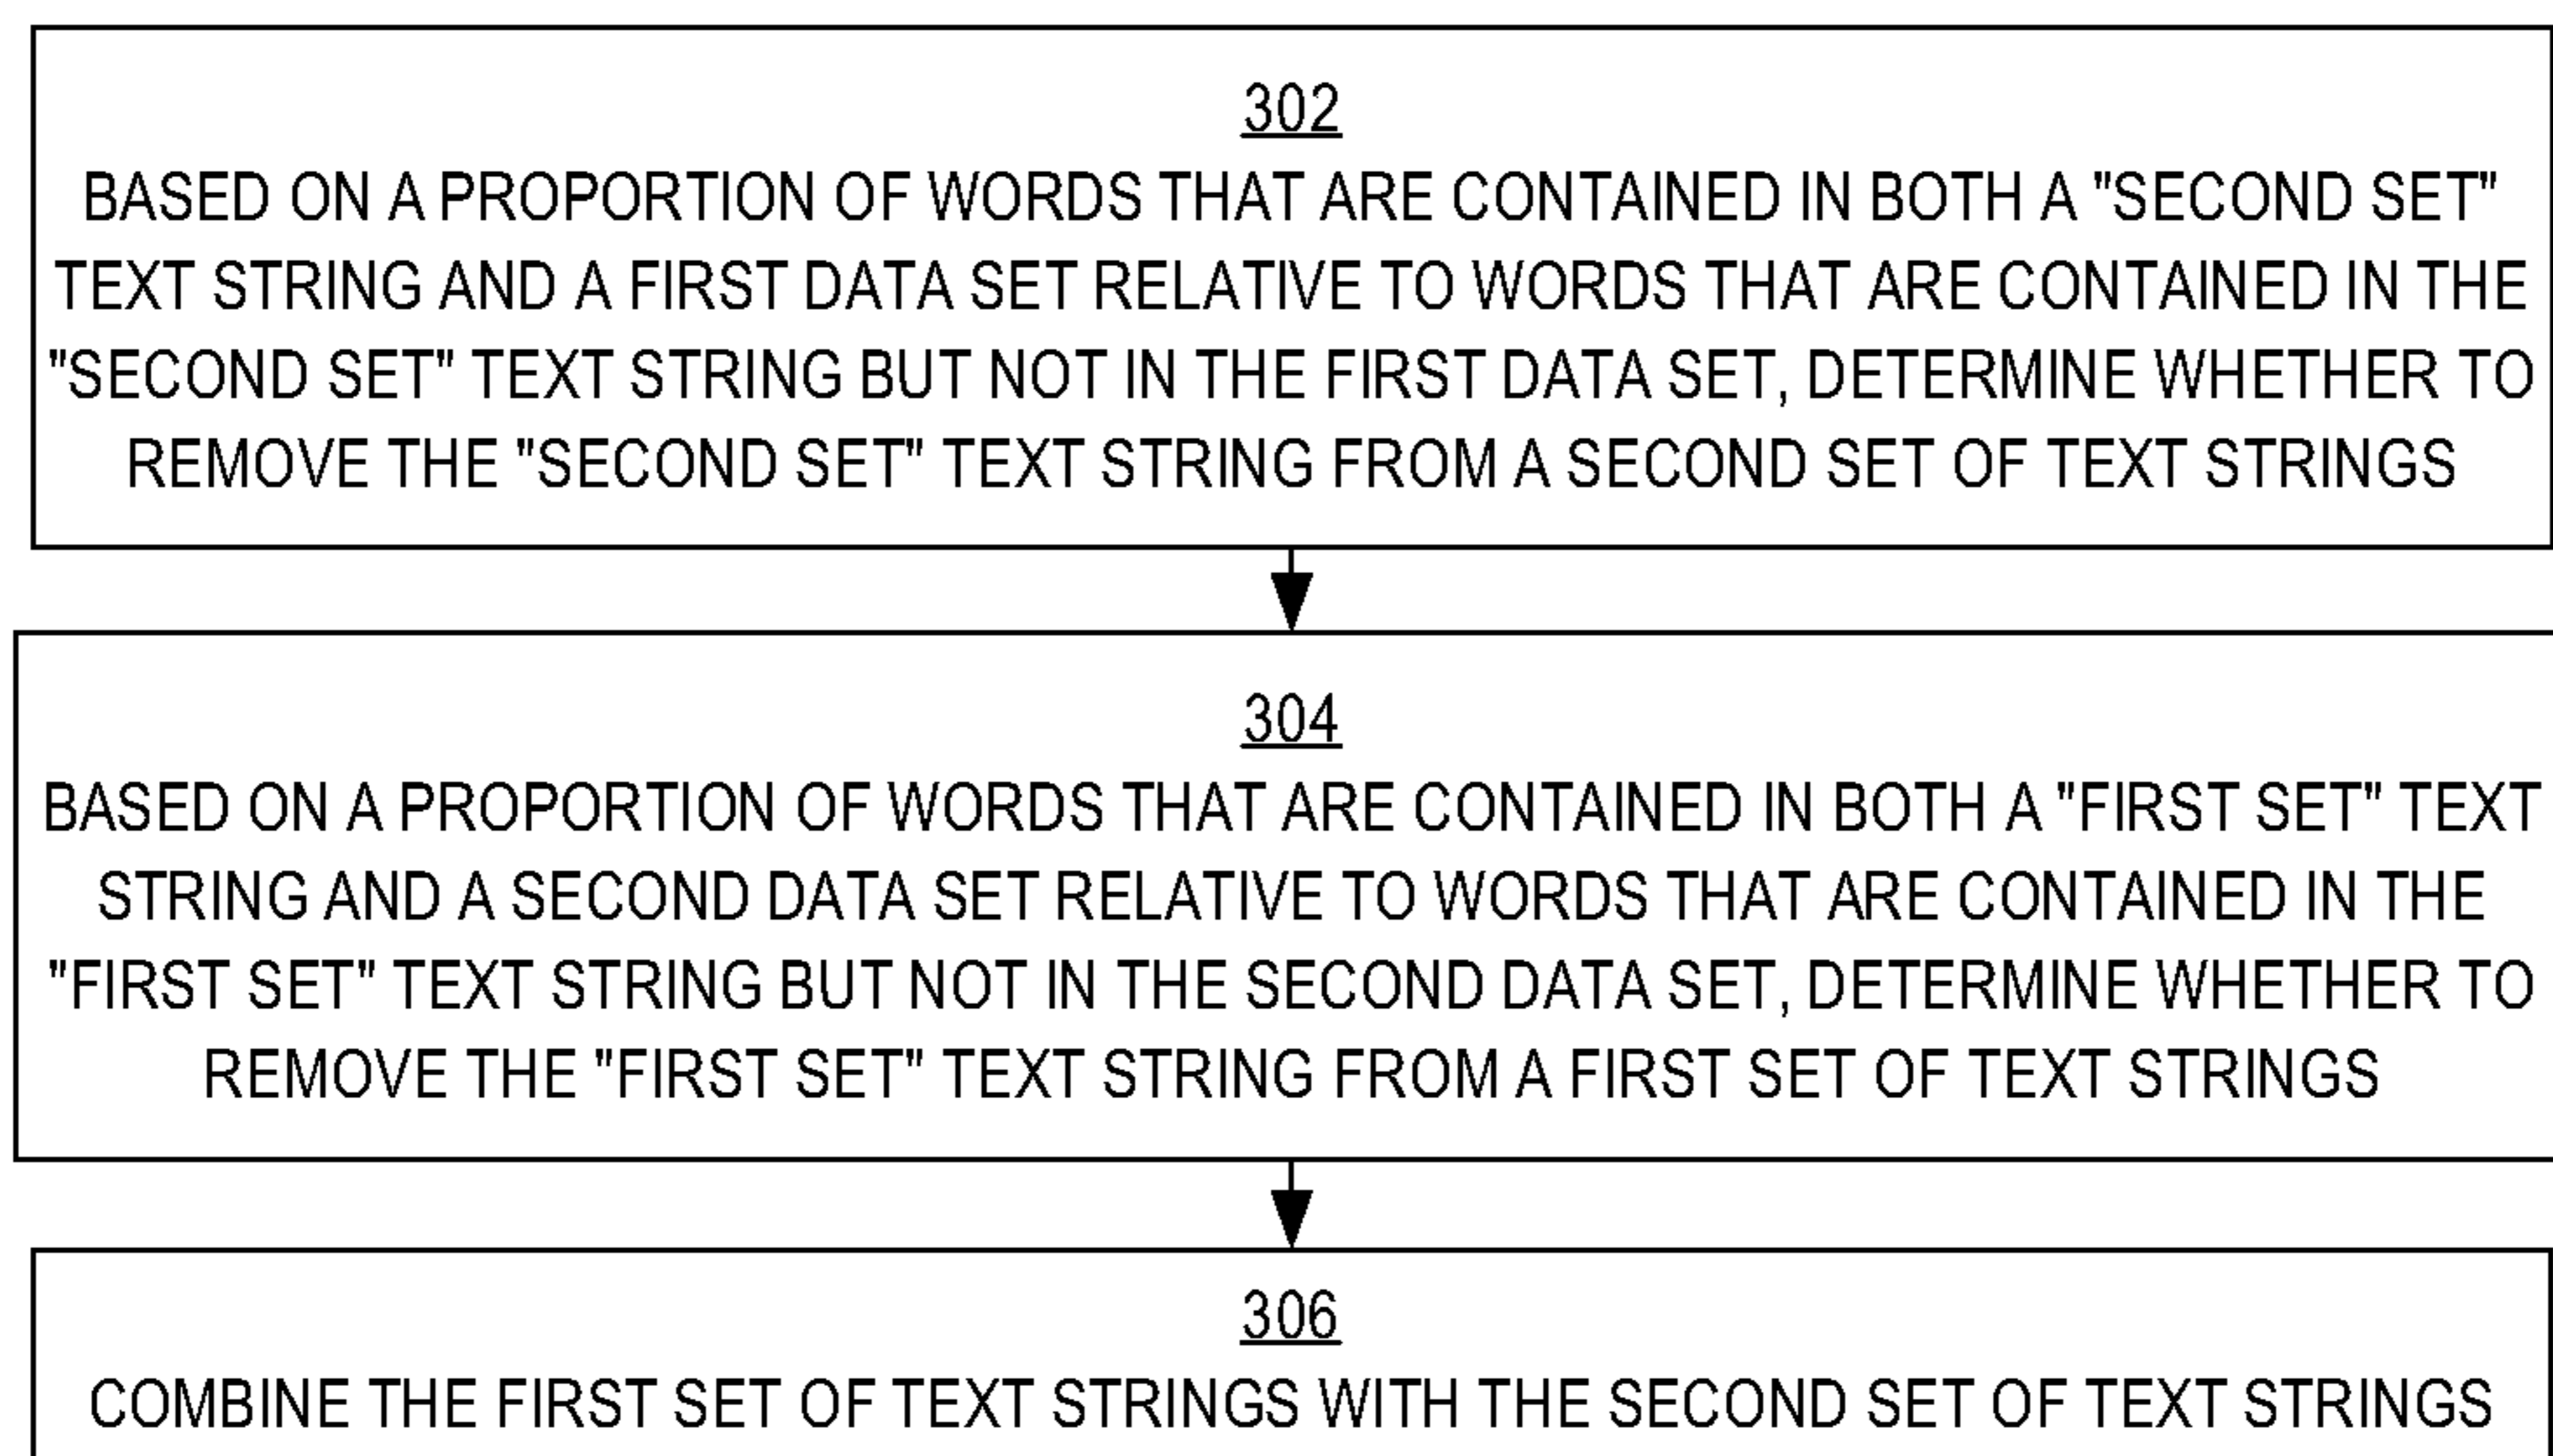 302
BASED ON A PROPORTION OF WORDS THAT ARE CONTAINED IN BOTH A "SECOND SET"
TEXT STRING AND A FIRST DATA SET RELATIVE TO WORDS THAT ARE CONTAINED IN THE
"SECOND SET" TEXT STRING BUT NOT IN THE FIRST DATA SET, DETERMINE WHETHER TO
REMOVE THE "SECOND SET" TEXT STRING FROM A SECOND SET OF TEXT STRINGS
304
BASED ON A PROPORTION OF WORDS THAT ARE CONTAINED IN BOTH A "FIRST SET" TEXT
STRING AND A SECOND DATA SET RELATIVE TO WORDS THAT ARE CONTAINED IN THE
"FIRST SET" TEXT STRING BUT NOT IN THE SECOND DATA SET, DETERMINE WHETHER TO
REMOVE THE "FIRST SET" TEXT STRING FROM A FIRST SET OF TEXT STRINGS
306
COMBINE THE FIRST SET OF TEXT STRINGS WITH THE SECOND SET OF TEXT STRINGS